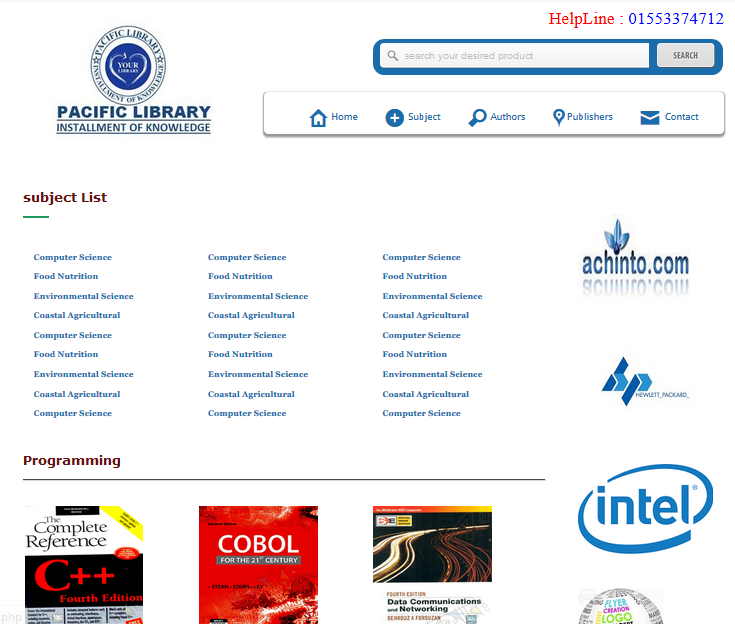 HelpLine : 01553374712
search your desired product
SEARCH
PACIFIC LIBRARY
YOUR
LIBRARY
INSTALLMENT OF KNOWLEDGE
PACIFIC LIBRARY
INSTALLMENT OF KNOWLEDGE
Home
Subject
Authors
Publishers
Contact
subject List
Computer Science
Computer Science
Computer Science
Food Nutrition
Food Nutrition
Food Nutrition
Environmental Science
Environmental Science
Environmental Science
Coastal Agricultural
Coastal Agricultural
Coastal Agricultural
Computer Science
Computer Science
Computer Science
Food Nutrition
Food Nutrition
Food Nutrition
Environmental Science
Environmental Science
Environmental Science
Coastal Agricultural
Coastal Agricultural
Coastal Agricultural
Computer Science
Computer Science
Computer Science
achinto.com
HEWLETT_PACKARD_
intel®
FLYER
CREATION
LOGO
Programming
The
Complete
Reference
C++
Fourth Edition
COBOL
FOR THE 21ST CENTURY
STERN • STERN • LEY
FOURTH EDITION
Data Communications
and Networking
BEHROUZ A FOROUZAN
php